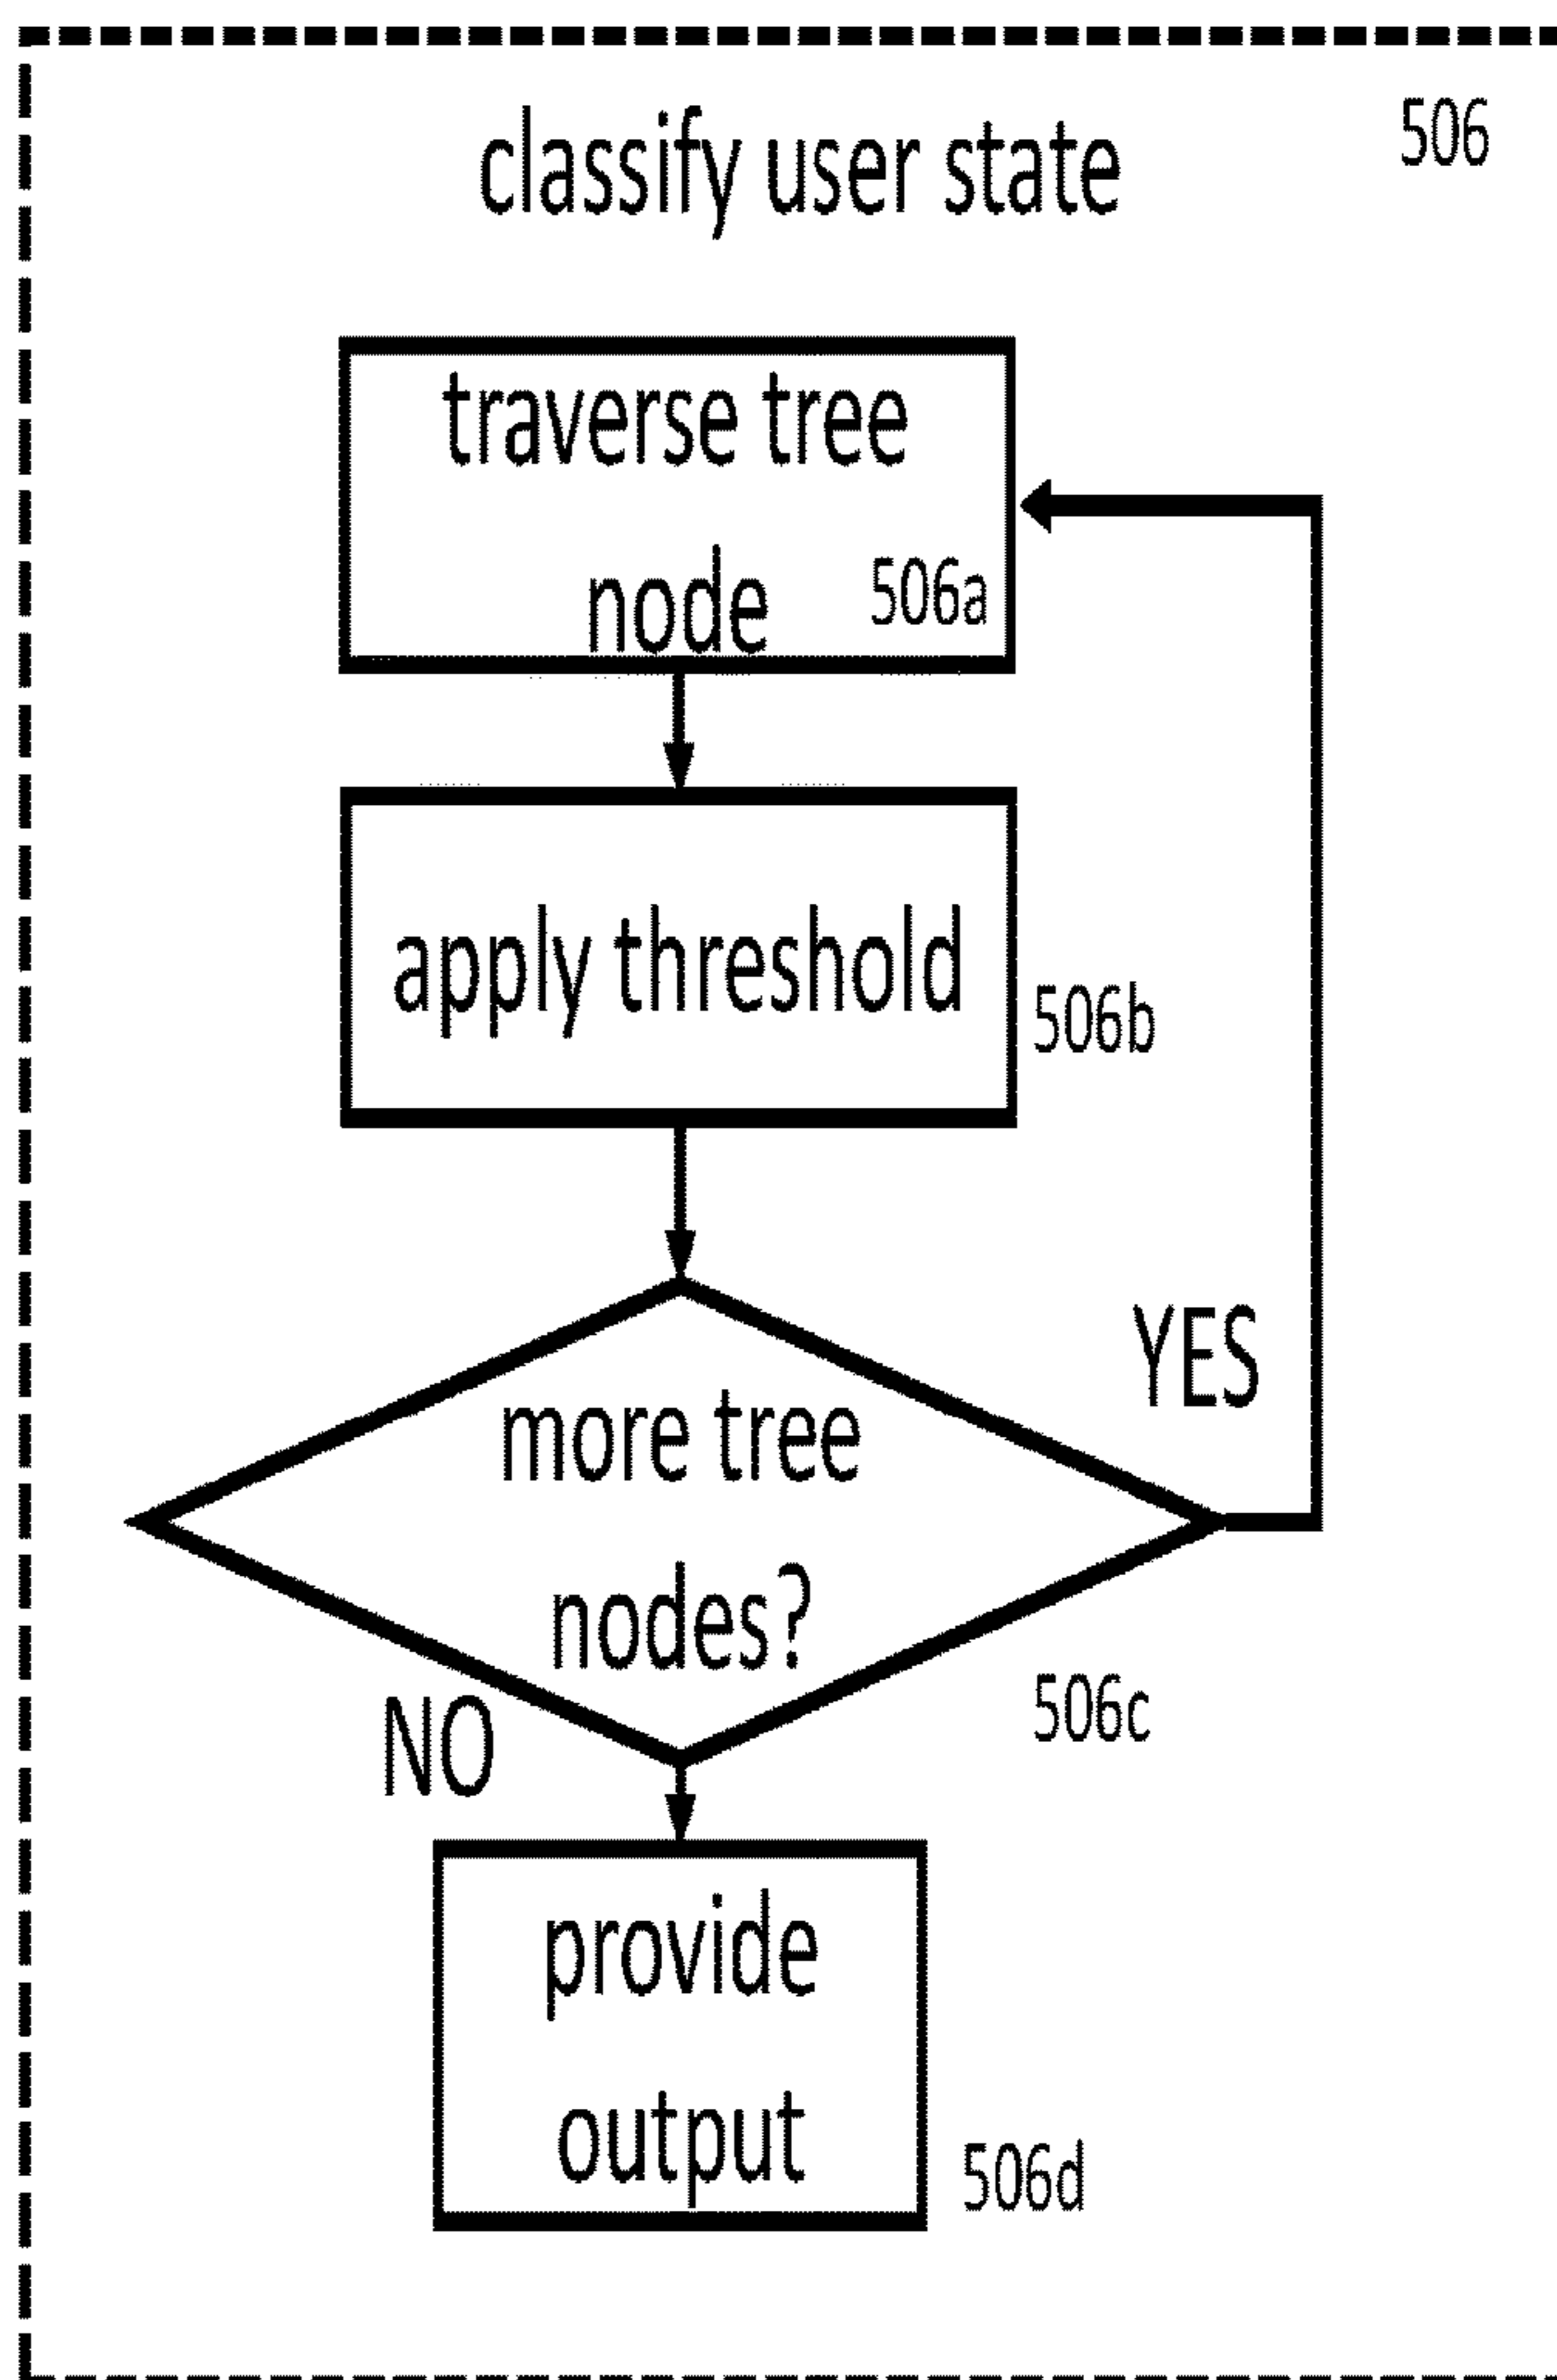 classify user state
506
traverse tree
node
506a
apply threshold
506b
YES
more tree
nodes?
506c
NO
provide
output
506d